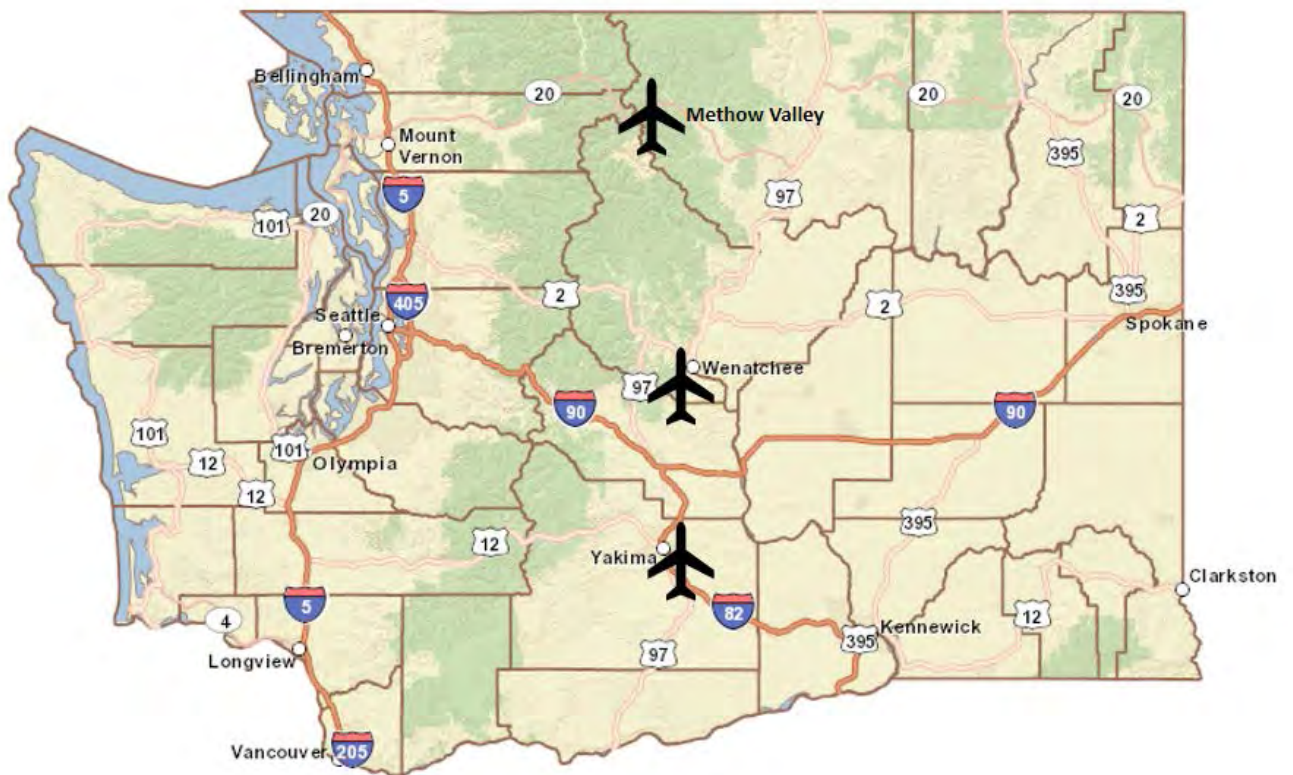 Bellingham
20
Methow Valley
20
20
Mount
Vernon
395
5
97
101
20
2
405
2
2
395
Seattle
Bremerton
Spokane
Wenatchee
97
90
90
101
101
12
Olympia
12
395
12
Yakima
Clarkston
5
82
12
4
Kennewick
395
Longview
97
Vancouver
205